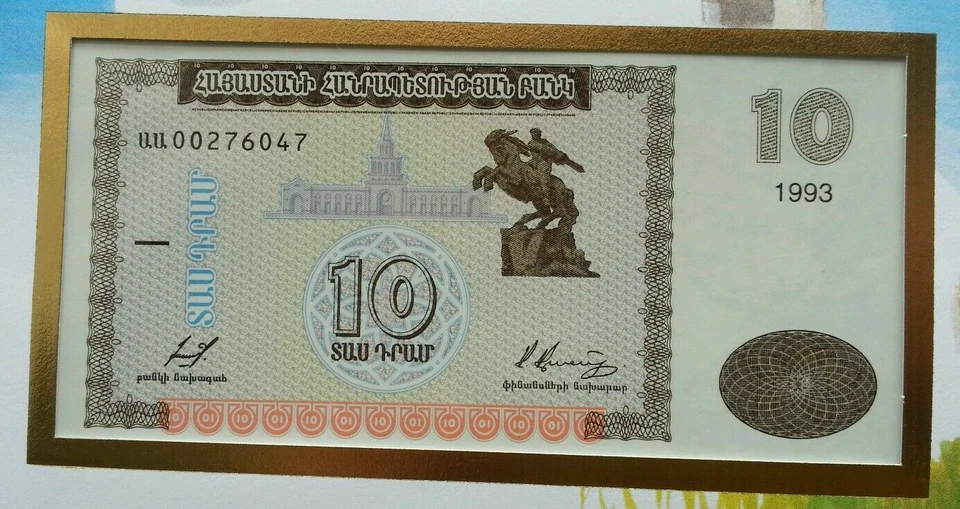 ՀԱՅԱՍՏԱՆԻ ՀԱՆՐԱՊԵՏՈՒԹՅԱՆ ԲԱՆԿ
ԱԱ 00276047
10
1993
ՏԱՍ ԴՐԱՄ
10
ՏԱՍ ԴՐԱՄ
բանկի նախագահ
ֆինանսների նախարար